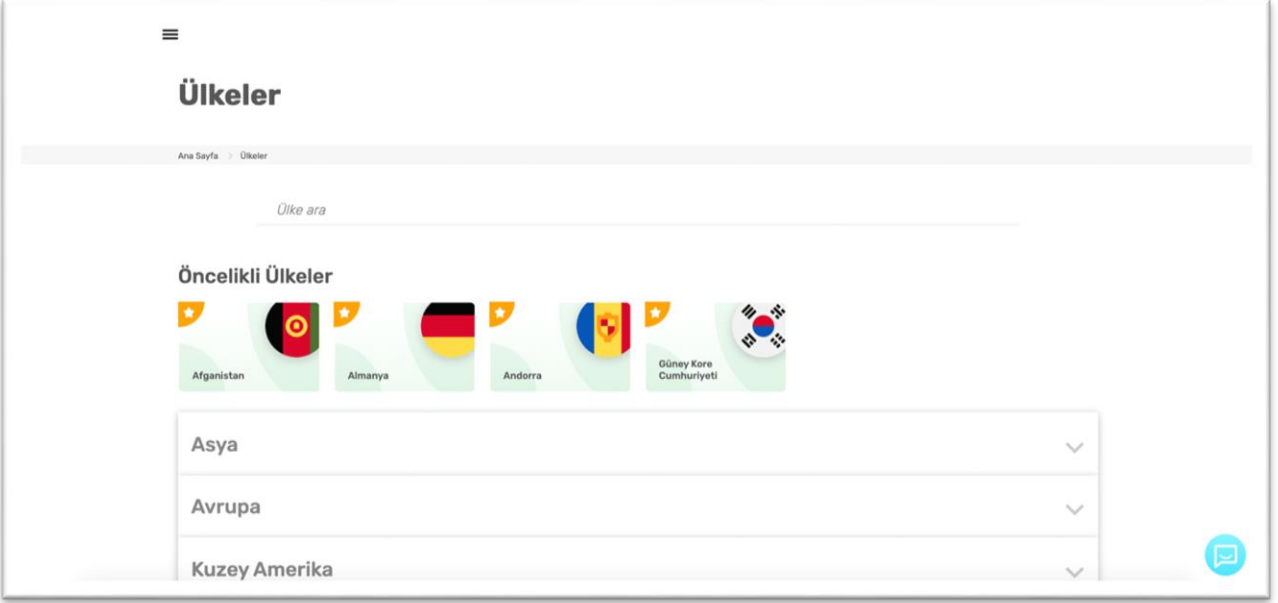 Ülkeler
Ana Sayfa > Ülkeler
Ülke ara
Öncelikli Ülkeler
Afganistan
Almanya
Andorra
Güney Kore
Cumhuriyeti
Asya
Avrupa
Kuzey Amerika